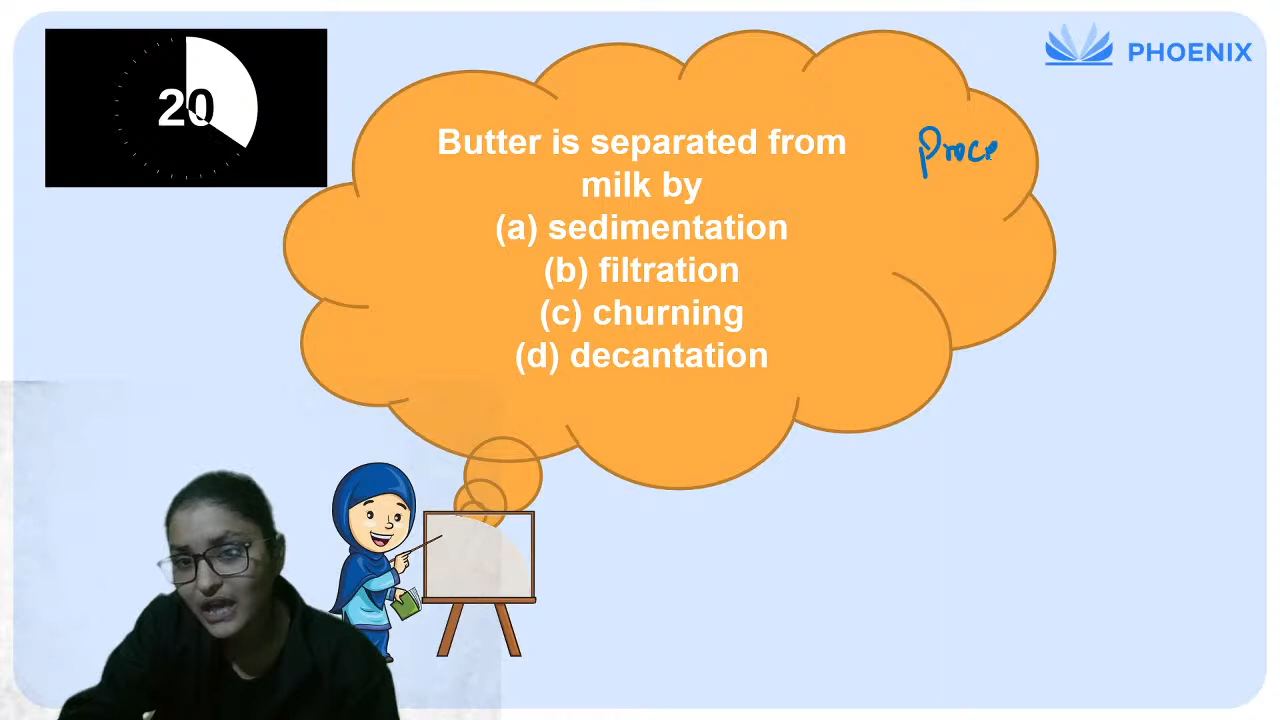 20
PHOENIX
Butter is separated from
milk by
(a) sedimentation
(b) filtration
(c) churning
(d) decantation
Proce